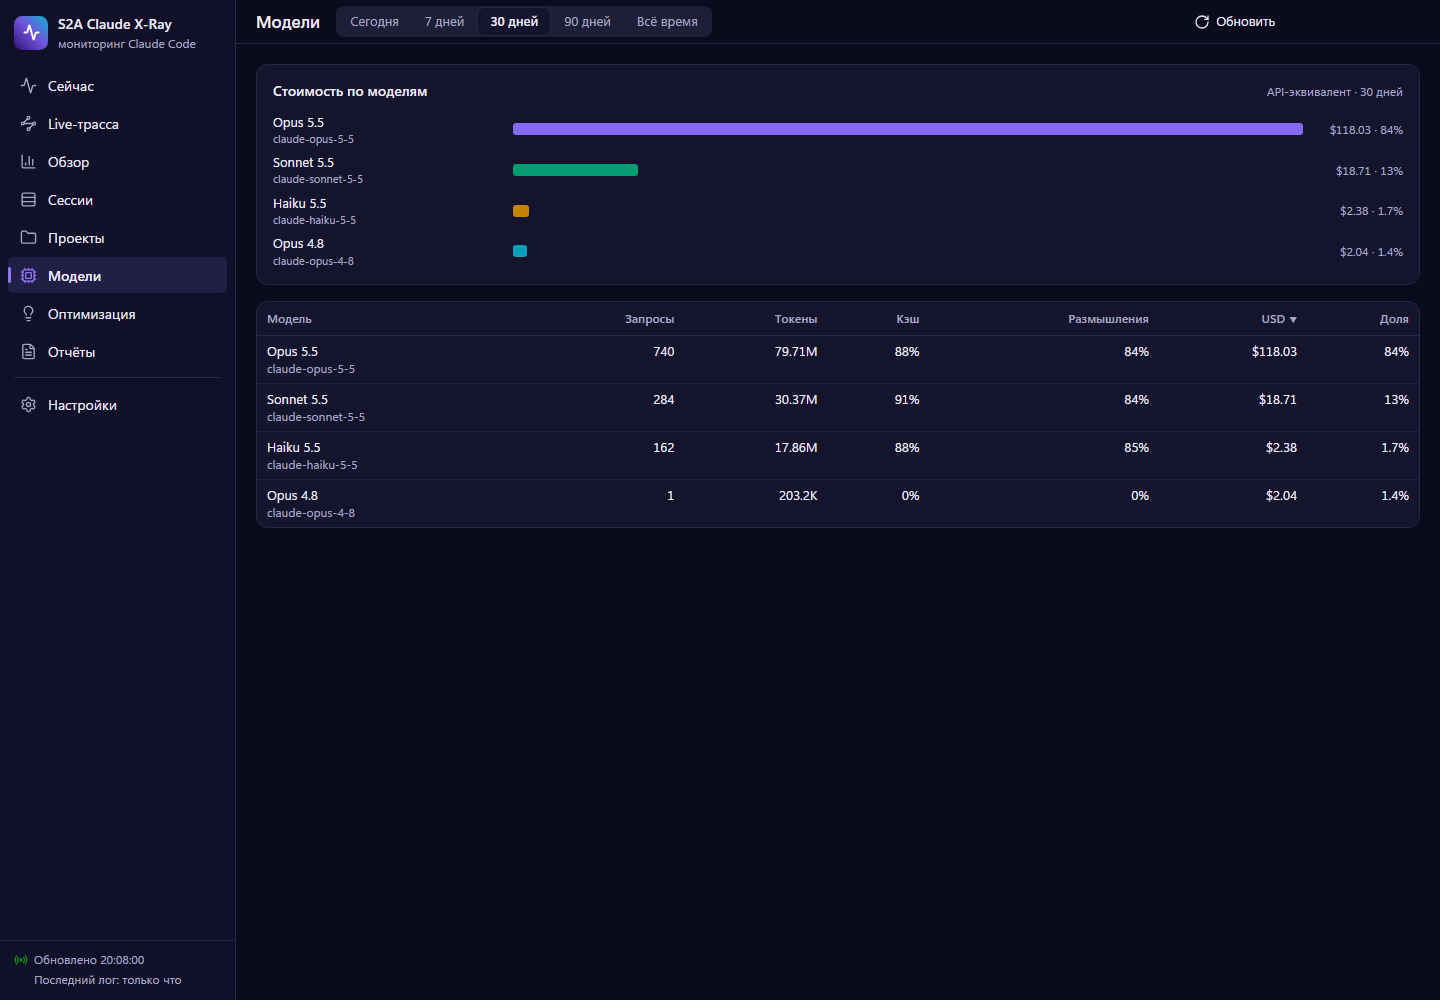 S2A Claude X-Ray
мониторинг Claude Code
Сейчас
Live-трасса
Обзор
Сессии
Проекты
Модели
Оптимизация
Отчёты
Настройки
Обновлено 20:08:00
Последний лог: только что
Модели
Сегодня 7 дней 30 дней 90 дней Всё время
Обновить
Стоимость по моделям
API-эквивалент · 30 дней
Opus 5.5
claude-opus-5-5
$118.03 · 84%
Sonnet 5.5
claude-sonnet-5-5
$18.71 · 13%
Haiku 5.5
claude-haiku-5-5
$2.38 · 1.7%
Opus 4.8
claude-opus-4-8
$2.04 · 1.4%
Модель Запросы Токены Кэш Размышления USD ▼ Доля
Opus 5.5 740 79.71M 88% 84% $118.03 84%
claude-opus-5-5
Sonnet 5.5 284 30.37M 91% 84% $18.71 13%
claude-sonnet-5-5
Haiku 5.5 162 17.86M 88% 85% $2.38 1.7%
claude-haiku-5-5
Opus 4.8 1 203.2K 0% 0% $2.04 1.4%
claude-opus-4-8